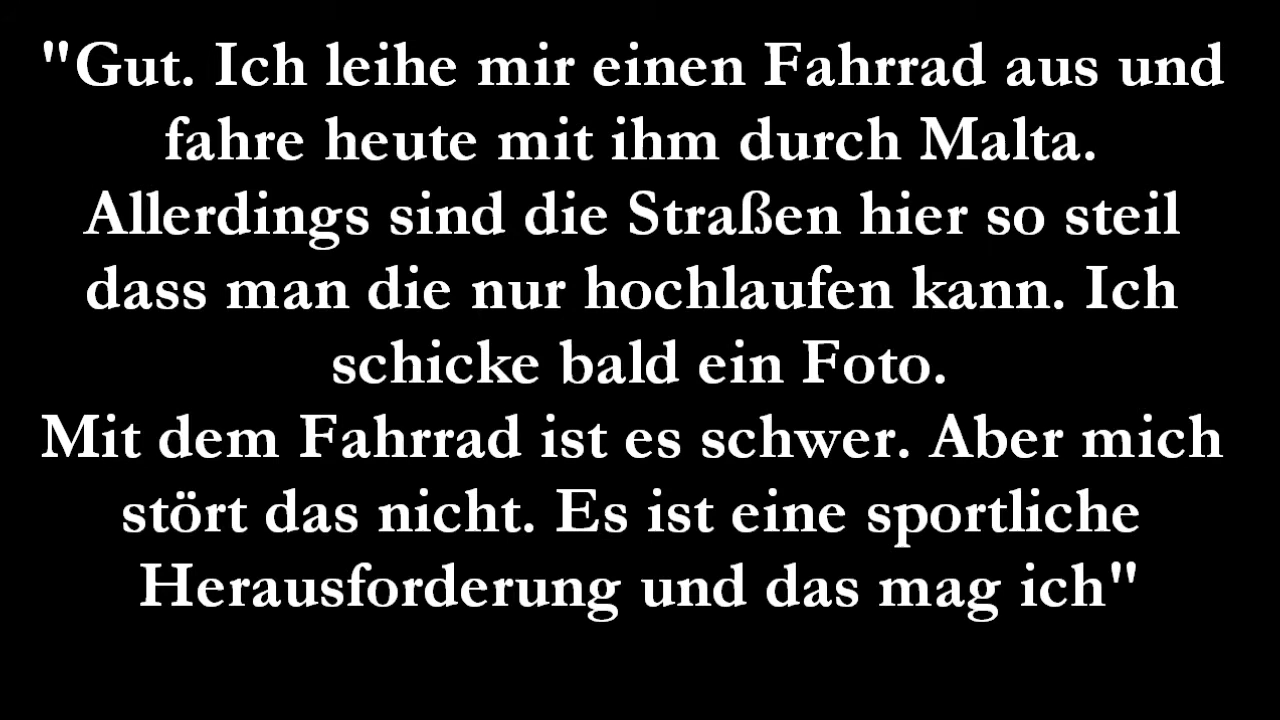 "Gut. Ich leihe mir einen Fahrrad aus und
fahre heute mit ihm durch Malta.
Allerdings sind die Straßen hier so steil
dass man die nur hochlaufen kann. Ich
schicke bald ein Foto.
Mit dem Fahrrad ist es schwer. Aber mich
stört das nicht. Es ist eine sportliche
Herausforderung und das mag ich"